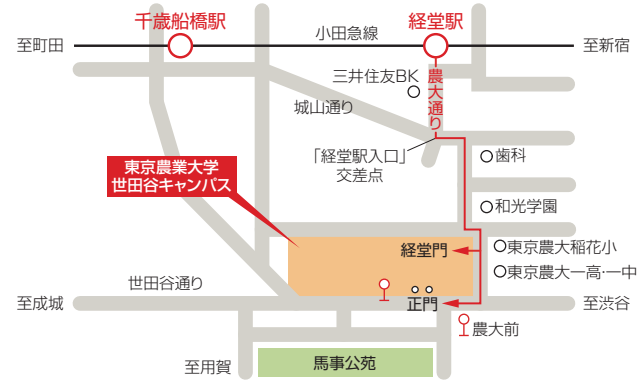 千歳船橋駅
経堂駅
小田急線
至町田
至新宿
三井住友BK
農大通り
城山通り
「経堂駅入口」
交差点
歯科
東京農業大学
世田谷キャンパス
和光学園
経堂門
東京農大稲花小
東京農大一高・一中
世田谷通り
至成城
正門
至渋谷
農大前
至用賀
馬事公苑